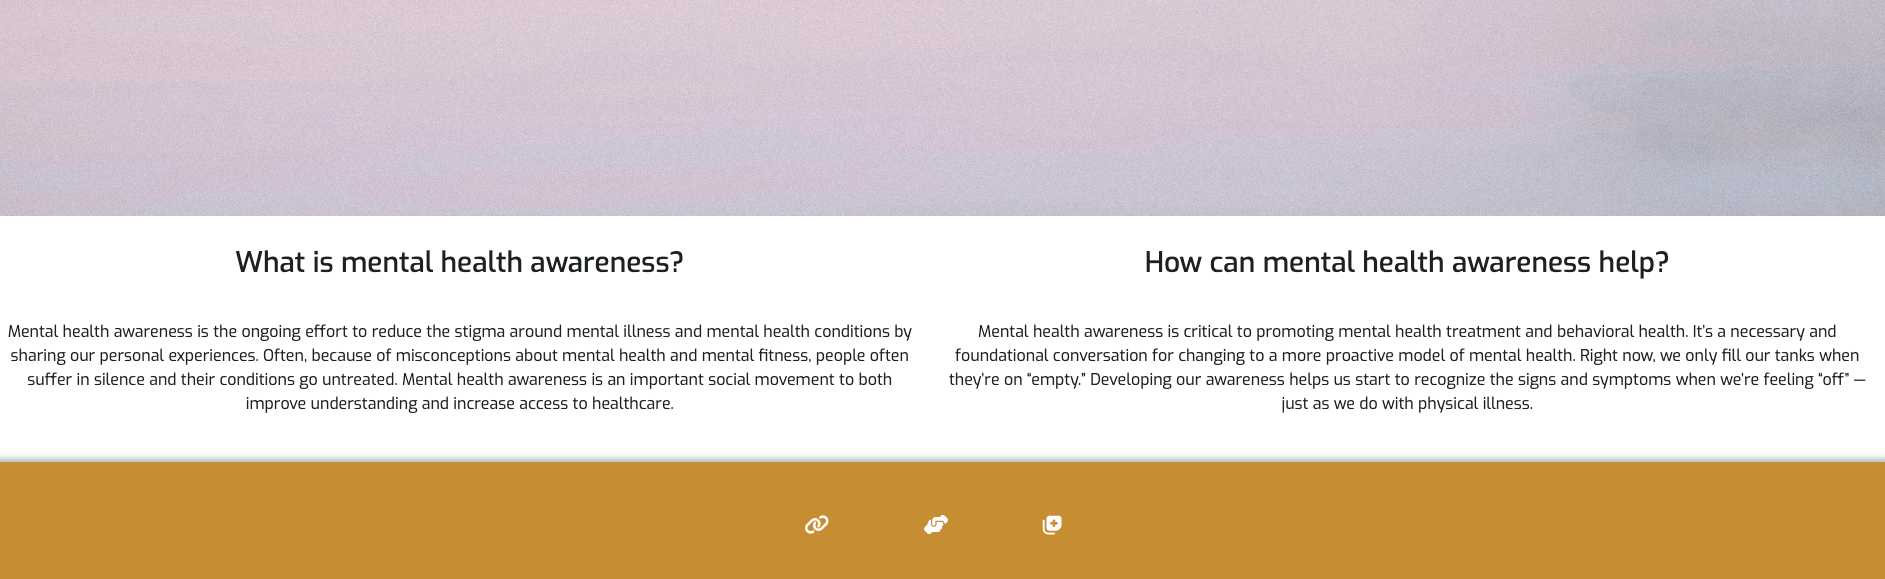 What is mental health awareness?
Mental health awareness is the ongoing effort to reduce the stigma around mental illness and mental health conditions by
sharing our personal experiences. Often, because of misconceptions about mental health and mental fitness, people often
suffer in silence and their conditions go untreated. Mental health awareness is an important social movement to both
improve understanding and increase access to healthcare.
How can mental health awareness help?
Mental health awareness is critical to promoting mental health treatment and behavioral health. It’s a necessary and
foundational conversation for changing to a more proactive model of mental health. Right now, we only fill our tanks when
they’re on “empty.” Developing our awareness helps us start to recognize the signs and symptoms when we’re feeling “off” —
just as we do with physical illness.